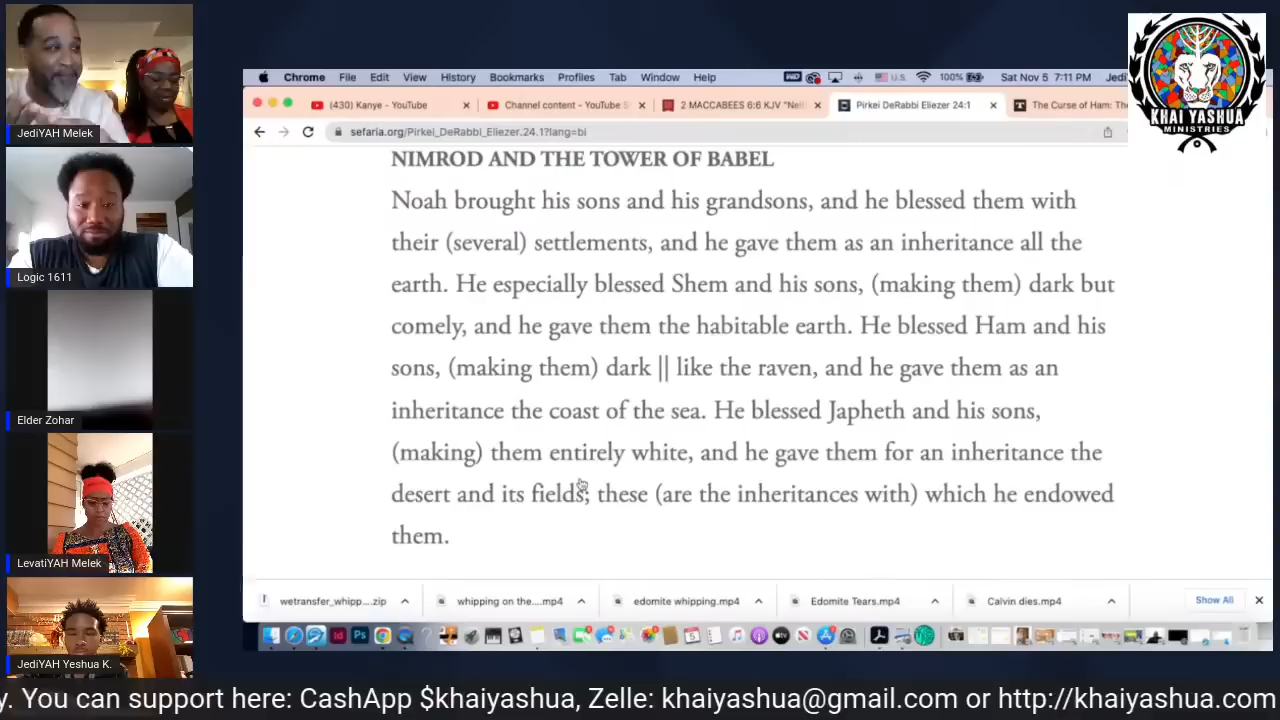 JediYAH Melek
Logic 1611
Elder Zohar
LevatiYAH Melek
JediYAH Yeshua K.
Chrome File Edit View History Bookmarks Profiles Tab Window Help
U.S. 100% Sat Nov 5 7:11 PM Jedi
(430) Kanye - YouTube
Channel content - YouTube S
2 MACCABEES 6:6 KJV "Neit
Pirkei DeRabbi Eliezer 24:1
The Curse of Ham: The
sefaria.org/Pirkei_DeRabbi_Eliezer.24.1?lang=bi
KHAI YASHUA
MINISTRIES
NIMROD AND THE TOWER OF BABEL
Noah brought his sons and his grandsons, and he blessed them with
their (several) settlements, and he gave them as an inheritance all the
earth. He especially blessed Shem and his sons, (making them) dark but
comely, and he gave them the habitable earth. He blessed Ham and his
sons, (making them) dark || like the raven, and he gave them as an
inheritance the coast of the sea. He blessed Japheth and his sons,
(making) them entirely white, and he gave them for an inheritance the
desert and its fields; these (are the inheritances with) which he endowed
them.
wetransfer_whipp....zip
whipping on the....mp4
edomite whipping.mp4
Edomite Tears.mp4
Calvin dies.mp4
Show All
y. You can support here: CashApp $khaiyashua, Zelle: khaiyashua@gmail.com or http://khaiyashua.com